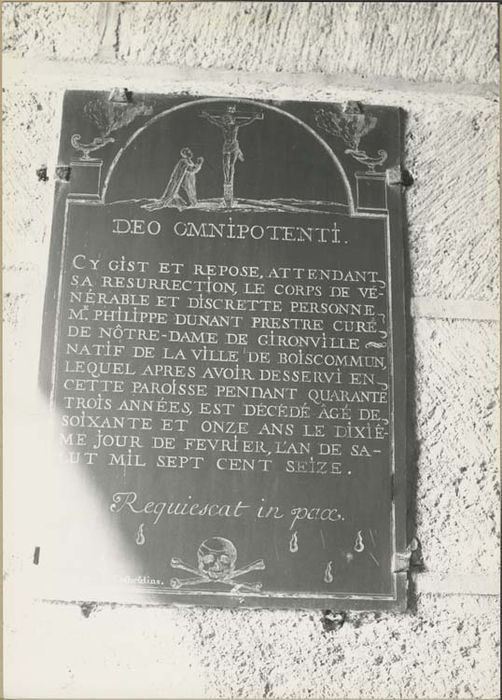 DEO OMNIPOTENTI.
CY GIST ET REPOSE, ATTENDANT
SA RESURRECTION, LE CORPS DE VÉ-
NÉRABLE ET DISCRETTE PERSONNE
Mre. PHILIPPE DUNANT PRESTRE CURÉ
DE NÔTRE-DAME DE GIRONVILLE ~
NATIF DE LA VILLE DE BOISCOMMUN,
LEQUEL APRES AVOIR DESSERVI EN
CETTE PAROISSE PENDANT QUARANTE
TROIS ANNÉES, EST DÉCÉDÉ ÂGÉ DE
SOIXANTE ET ONZE ANS LE DIXIÉ-
ME JOUR DE FEVRIER, L'AN DE SA-
LUT MIL SEPT CENT SEIZE.
Requiescat in pace.